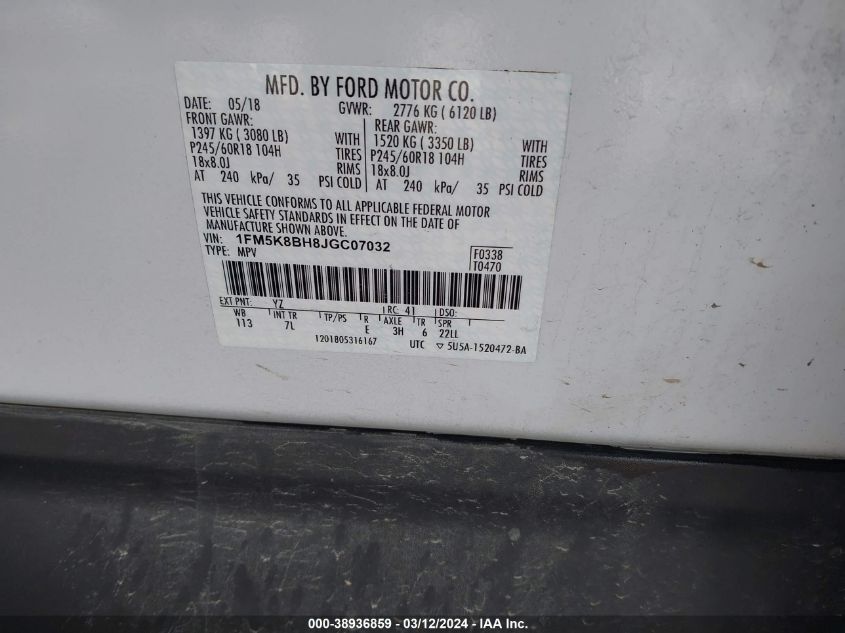 MFD. BY FORD MOTOR CO.
DATE: 05/18 GVWR: 2776 KG ( 6120 LB)
FRONT GAWR: REAR GAWR:
1397 KG ( 3080 LB) WITH 1520 KG ( 3350 LB) WITH
P245/60R18 104H TIRES P245/60R18 104H TIRES
18x8.0J RIMS 18x8.0J RIMS
AT 240 kPa/ 35 PSI COLD AT 240 kPa/ 35 PSI COLD
THIS VEHICLE CONFORMS TO ALL APPLICABLE FEDERAL MOTOR
VEHICLE SAFETY STANDARDS IN EFFECT ON THE DATE OF
MANUFACTURE SHOWN ABOVE.
VIN: 1FM5K8BH8JGC07032 F0338
TYPE: MPV T0470
EXT PNT: YZ RC: 41 DSO:
WB INT TR TP/PS R AXLE TR SPR
113 7L E 3H 6 22LL
1201805316167 UTC ▽ 5U5A-1520472-BA
000-38936859 - 03/12/2024 - IAAI.com